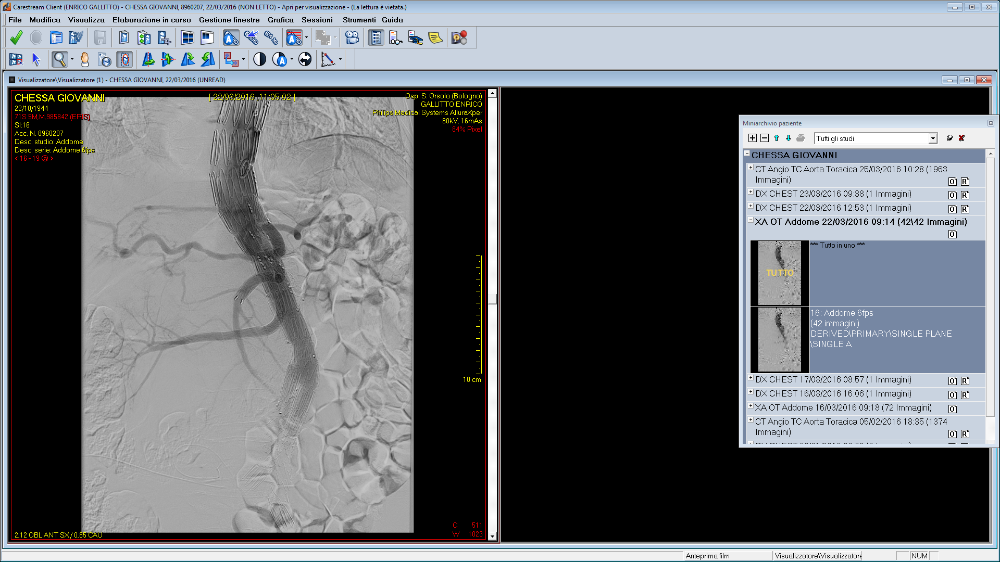 Carestream Client (ENRICO GALLITTO) - CHESSA GIOVANNI, 8960207, 22/03/2016 (NON LETTO) - Apri per visualizzazione - (La lettura è vietata.)
File Modifica Visualizza Elaborazione in corso Gestione finestre Grafica Sessioni Strumenti Guida
Visualizzatore\Visualizzatore (1) - CHESSA GIOVANNI, 22/03/2016 (UNREAD)
CHESSA GIOVANNI
22/10/1944
71S 5M.M.985842 (ERIS)
SI:16
Acc. N. 8960207
Desc. studio: Addome
Desc. serie: Addome 6fps
< 16 - 19 @ >
[ 22/03/2016 ,11:05:02 ]
Osp. S. Orsola (Bologna)
GALLITTO ENRICO
Philips Medical Systems AlluraXper
80kV, 16mAs
84% Pixel
10 cm
C 511
W 1023
2,12 OBL ANT SX / 0,85 CAU
Miniarchivio paziente
Tutti gli studi
CHESSA GIOVANNI
CT Angio TC Aorta Toracica 25/03/2016 10:28 (1963
Immagini)
O R
DX CHEST 23/03/2016 09:38 (1 Immagini)
O R
DX CHEST 22/03/2016 12:53 (1 Immagini)
O R
XA OT Addome 22/03/2016 09:14 (42\42 Immagini)
O
*** Tutto in uno ***
TUTTO
16: Addome 6fps
(42 immagini)
DERIVED\PRIMARY\SINGLE PLANE
\SINGLE A
DX CHEST 17/03/2016 08:57 (1 Immagini)
O R
DX CHEST 16/03/2016 16:06 (1 Immagini)
O R
XA OT Addome 16/03/2016 09:18 (72 Immagini)
O
CT Angio TC Aorta Toracica 05/02/2016 18:35 (1374
Immagini)
O R
Anteprima film
Visualizzatore\Visualizzatore
NUM